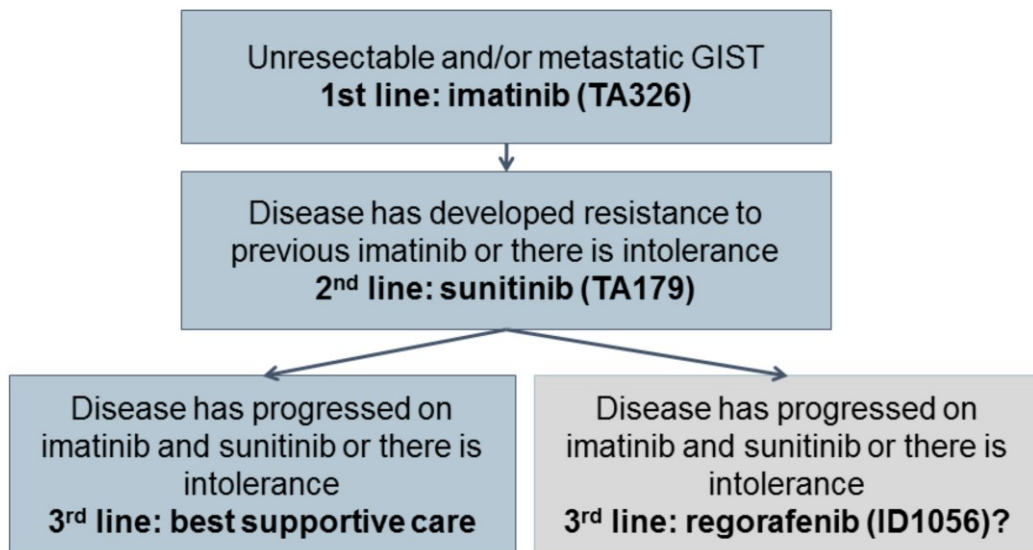 Unresectable and/or metastatic GIST
1st line: imatinib (TA326)
Disease has developed resistance to
previous imatinib or there is intolerance
2nd line: sunitinib (TA179)
Disease has progressed on
imatinib and sunitinib or there is
intolerance
3rd line: best supportive care
Disease has progressed on
imatinib and sunitinib or there is
intolerance
3rd line: regorafenib (ID1056)?